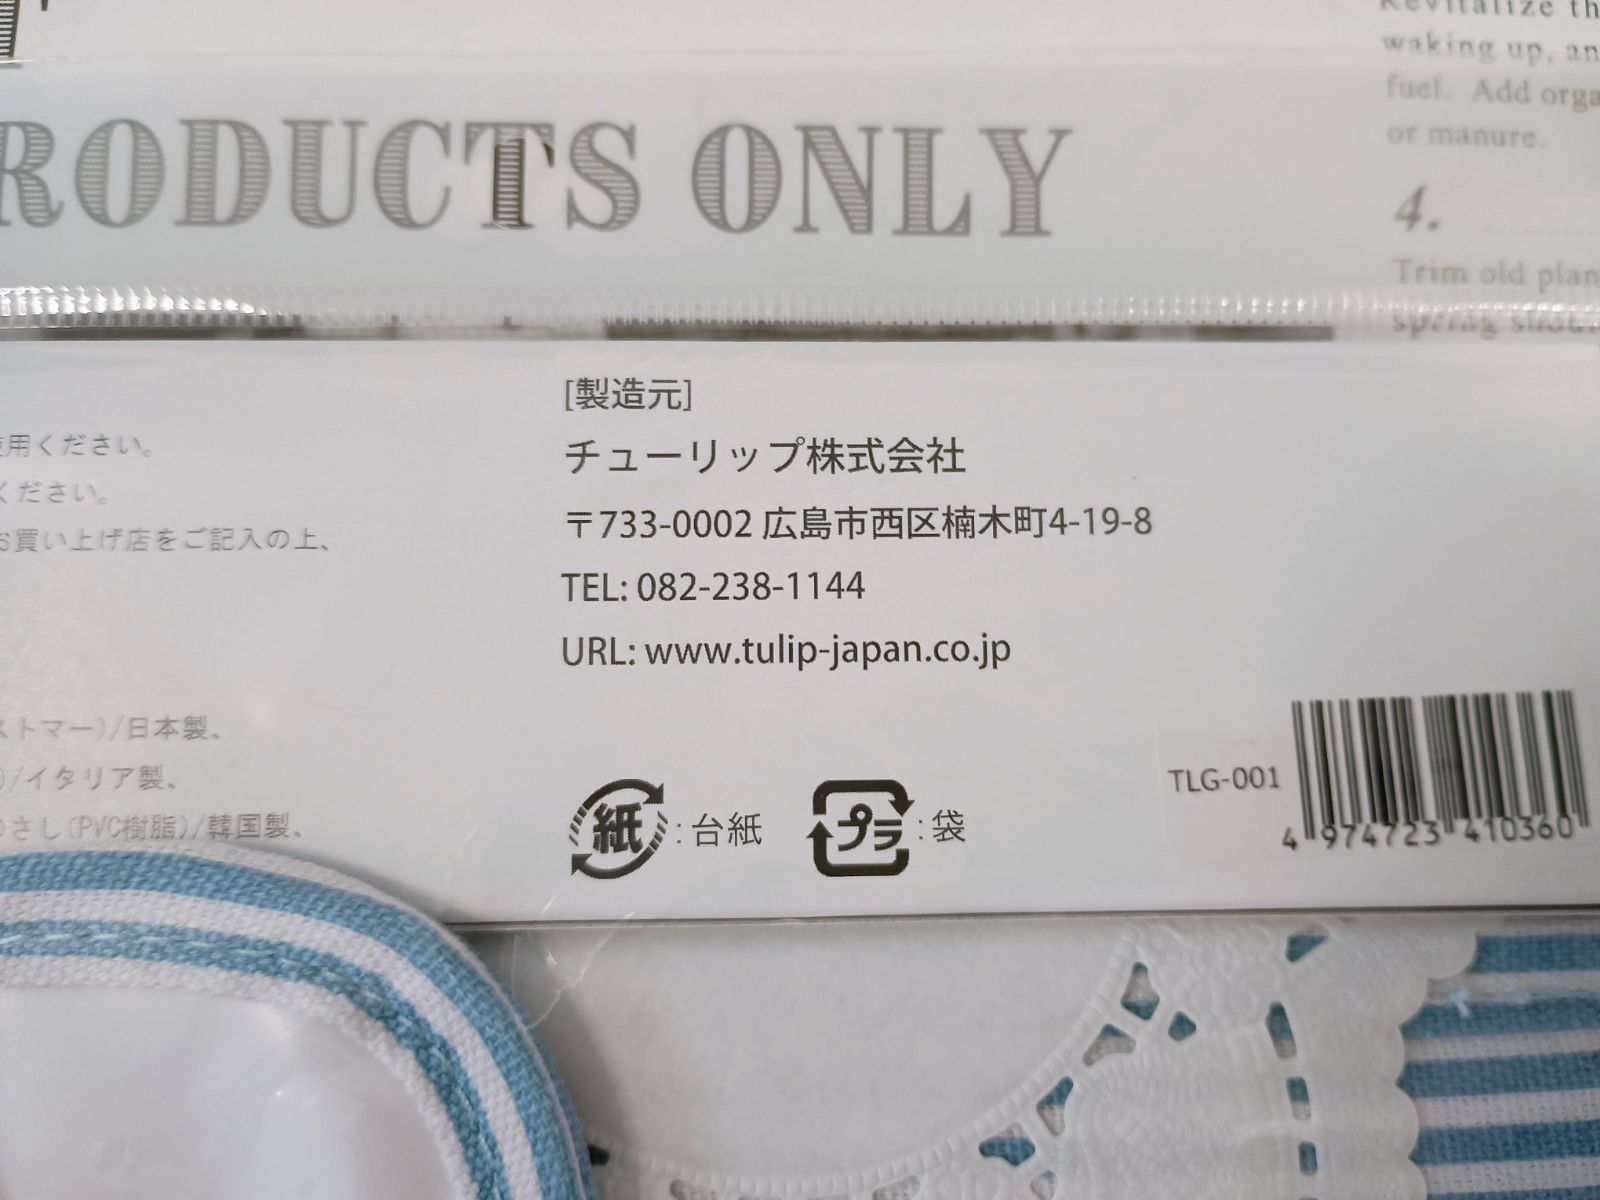 RODUCTS ONLY
Revitalize th
waking up, an
fuel. Add orga
or manure.
4.
Trim old plan
spring
用ください。
ください。
お買い上げ店をご記入の上、
ストマー)/日本製、
)/イタリア製、
のさし(PVC樹脂)/韓国製、
[製造元]
チューリップ株式会社
〒733-0002 広島市西区楠木町4-19-8
TEL: 082-238-1144
URL: www.tulip-japan.co.jp
紙:台紙
プラ:袋
TLG-001
4 974723 410360